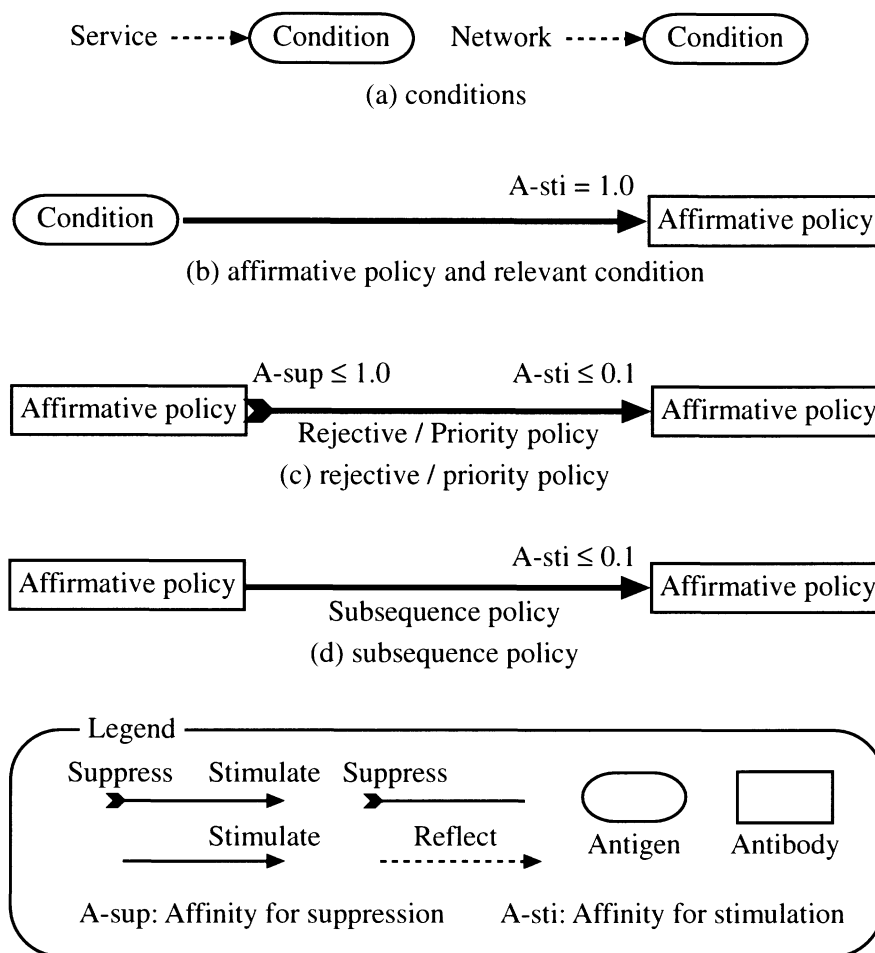 Service Condition Network Condition
(a) conditions
A-sti = 1.0
Condition Affirmative policy
(b) affirmative policy and relevant condition
A-sup ≤ 1.0 A-sti ≤ 0.1
Affirmative policy Affirmative policy
Rejective / Priority policy
(c) rejective / priority policy
A-sti ≤ 0.1
Affirmative policy Affirmative policy
Subsequence policy
(d) subsequence policy
Legend
Suppress Stimulate Suppress
Stimulate Reflect
Antigen Antibody
A-sup: Affinity for suppression A-sti: Affinity for stimulation